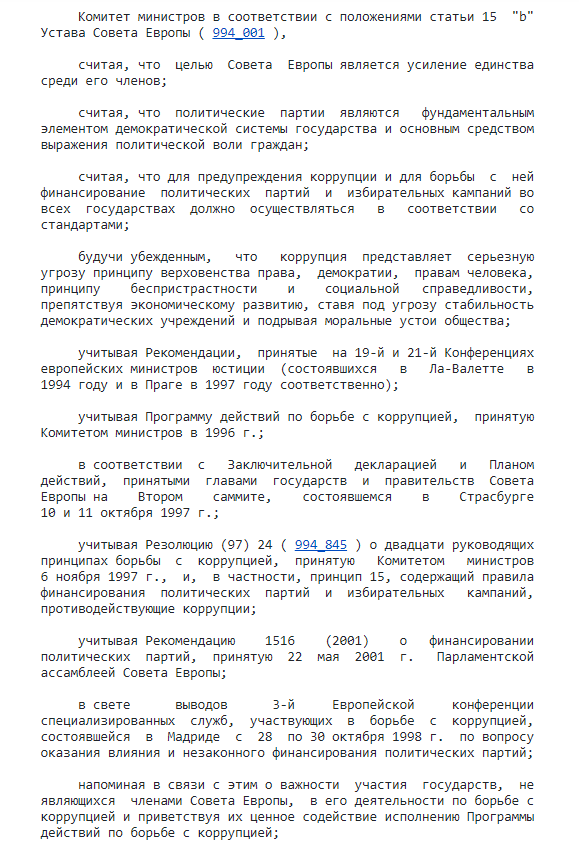 Комитет министров в соответствии с положениями статьи 15 "b"
Устава Совета Европы ( 994_001 ),
считая, что целью Совета Европы является усиление единства
среди его членов;
считая, что политические партии являются фундаментальным
элементом демократической системы государства и основным средством
выражения политической воли граждан;
считая, что для предупреждения коррупции и для борьбы с ней
финансирование политических партий и избирательных кампаний во
всех государствах должно осуществляться в соответствии со
стандартами;
будучи убежденным, что коррупция представляет серьезную
угрозу принципу верховенства права, демократии, правам человека,
принципу беспристрастности и социальной справедливости,
препятствуя экономическому развитию, ставя под угрозу стабильность
демократических учреждений и подрывая моральные устои общества;
учитывая Рекомендации, принятые на 19-й и 21-й Конференциях
европейских министров юстиции (состоявшихся в Ла-Валетте в
1994 году и в Праге в 1997 году соответственно);
учитывая Программу действий по борьбе с коррупцией, принятую
Комитетом министров в 1996 г.;
в соответствии с Заключительной декларацией и Планом
действий, принятыми главами государств и правительств Совета
Европы на Втором саммите, состоявшемся в Страсбурге
10 и 11 октября 1997 г.;
учитывая Резолюцию (97) 24 ( 994_845 ) о двадцати руководящих
принципах борьбы с коррупцией, принятую Комитетом министров
6 ноября 1997 г., и, в частности, принцип 15, содержащий правила
финансирования политических партий и избирательных кампаний,
противодействующие коррупции;
учитывая Рекомендацию 1516 (2001) о финансировании
политических партий, принятую 22 мая 2001 г. Парламентской
ассамблеей Совета Европы;
в свете выводов 3-й Европейской конференции
специализированных служб, участвующих в борьбе с коррупцией,
состоявшейся в Мадриде с 28 по 30 октября 1998 г. по вопросу
оказания влияния и незаконного финансирования политических партий;
напоминая в связи с этим о важности участия государств, не
являющихся членами Совета Европы, в его деятельности по борьбе с
коррупцией и приветствуя их ценное содействие исполнению Программы
действий по борьбе с коррупцией;